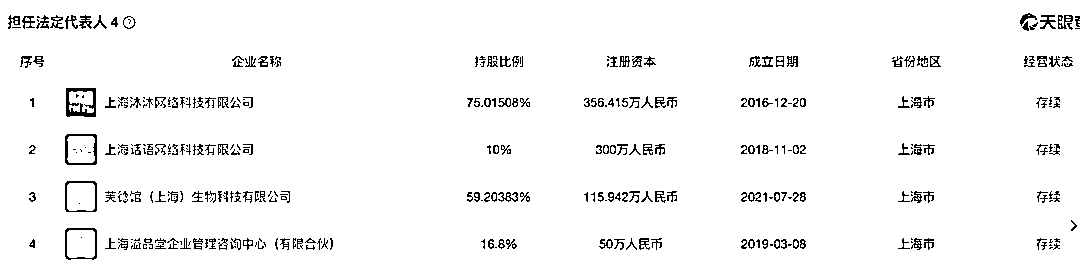 担任法定代表人 4 ?
天眼查
序号 企业名称 持股比例 注册资本 成立日期 省份地区 经营状态
1 上海沐沐网络科技有限公司 75.01508% 356.415万人民币 2016-12-20 上海市 存续
2 上海话语网络科技有限公司 10% 300万人民币 2018-11-02 上海市 存续
3 芙谂馆（上海）生物科技有限公司 59.20383% 115.942万人民币 2021-07-28 上海市 存续
4 上海溢品堂企业管理咨询中心（有限合伙） 16.8% 50万人民币 2019-03-08 上海市 存续